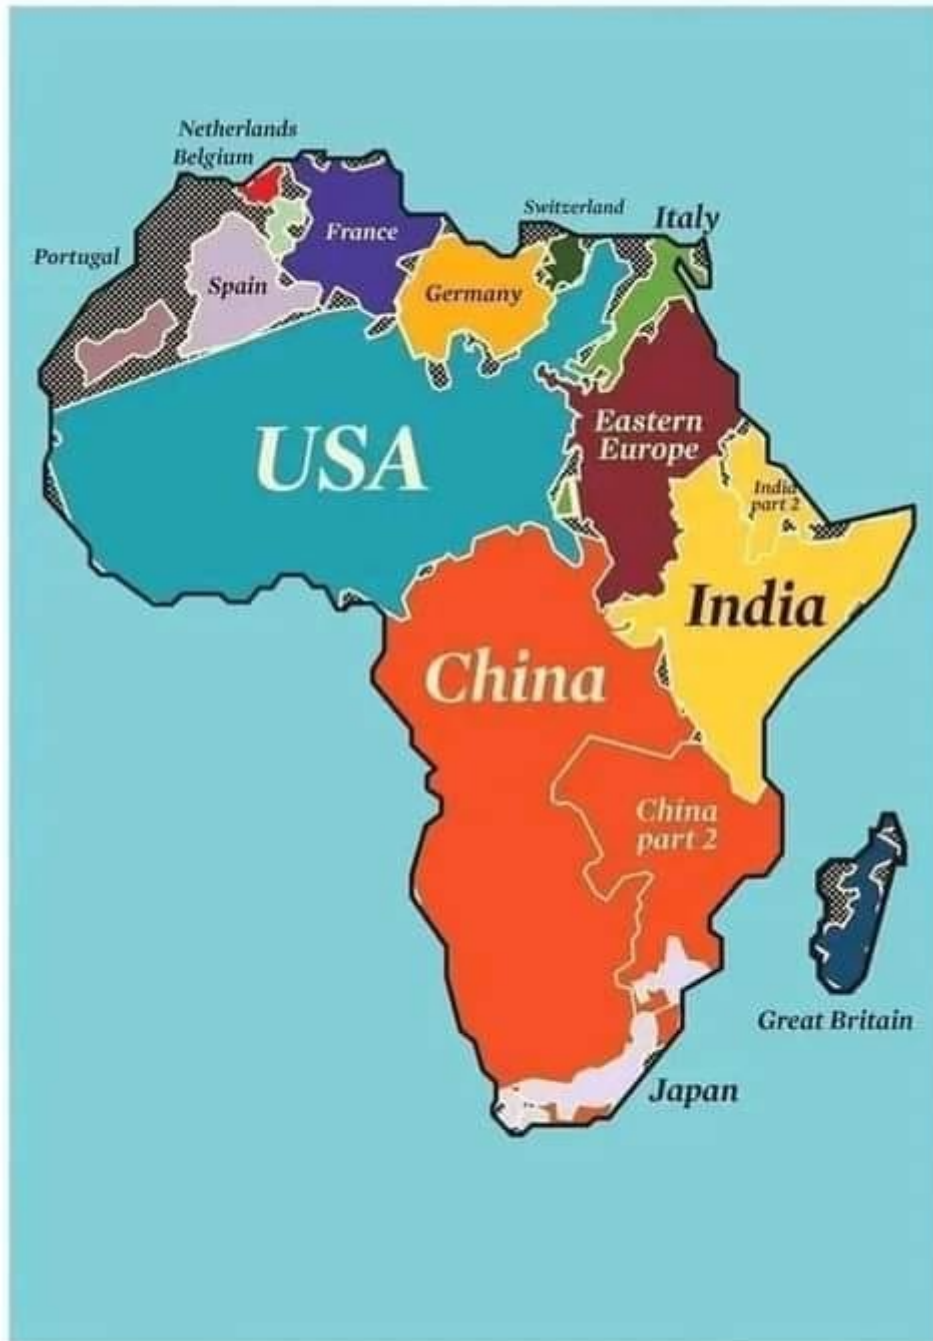 Netherlands
Belgium
Switzerland
Italy
France
Portugal
Spain
Germany
USA
Eastern
Europe
India
part 2
India
China
China
part 2
Great Britain
Japan